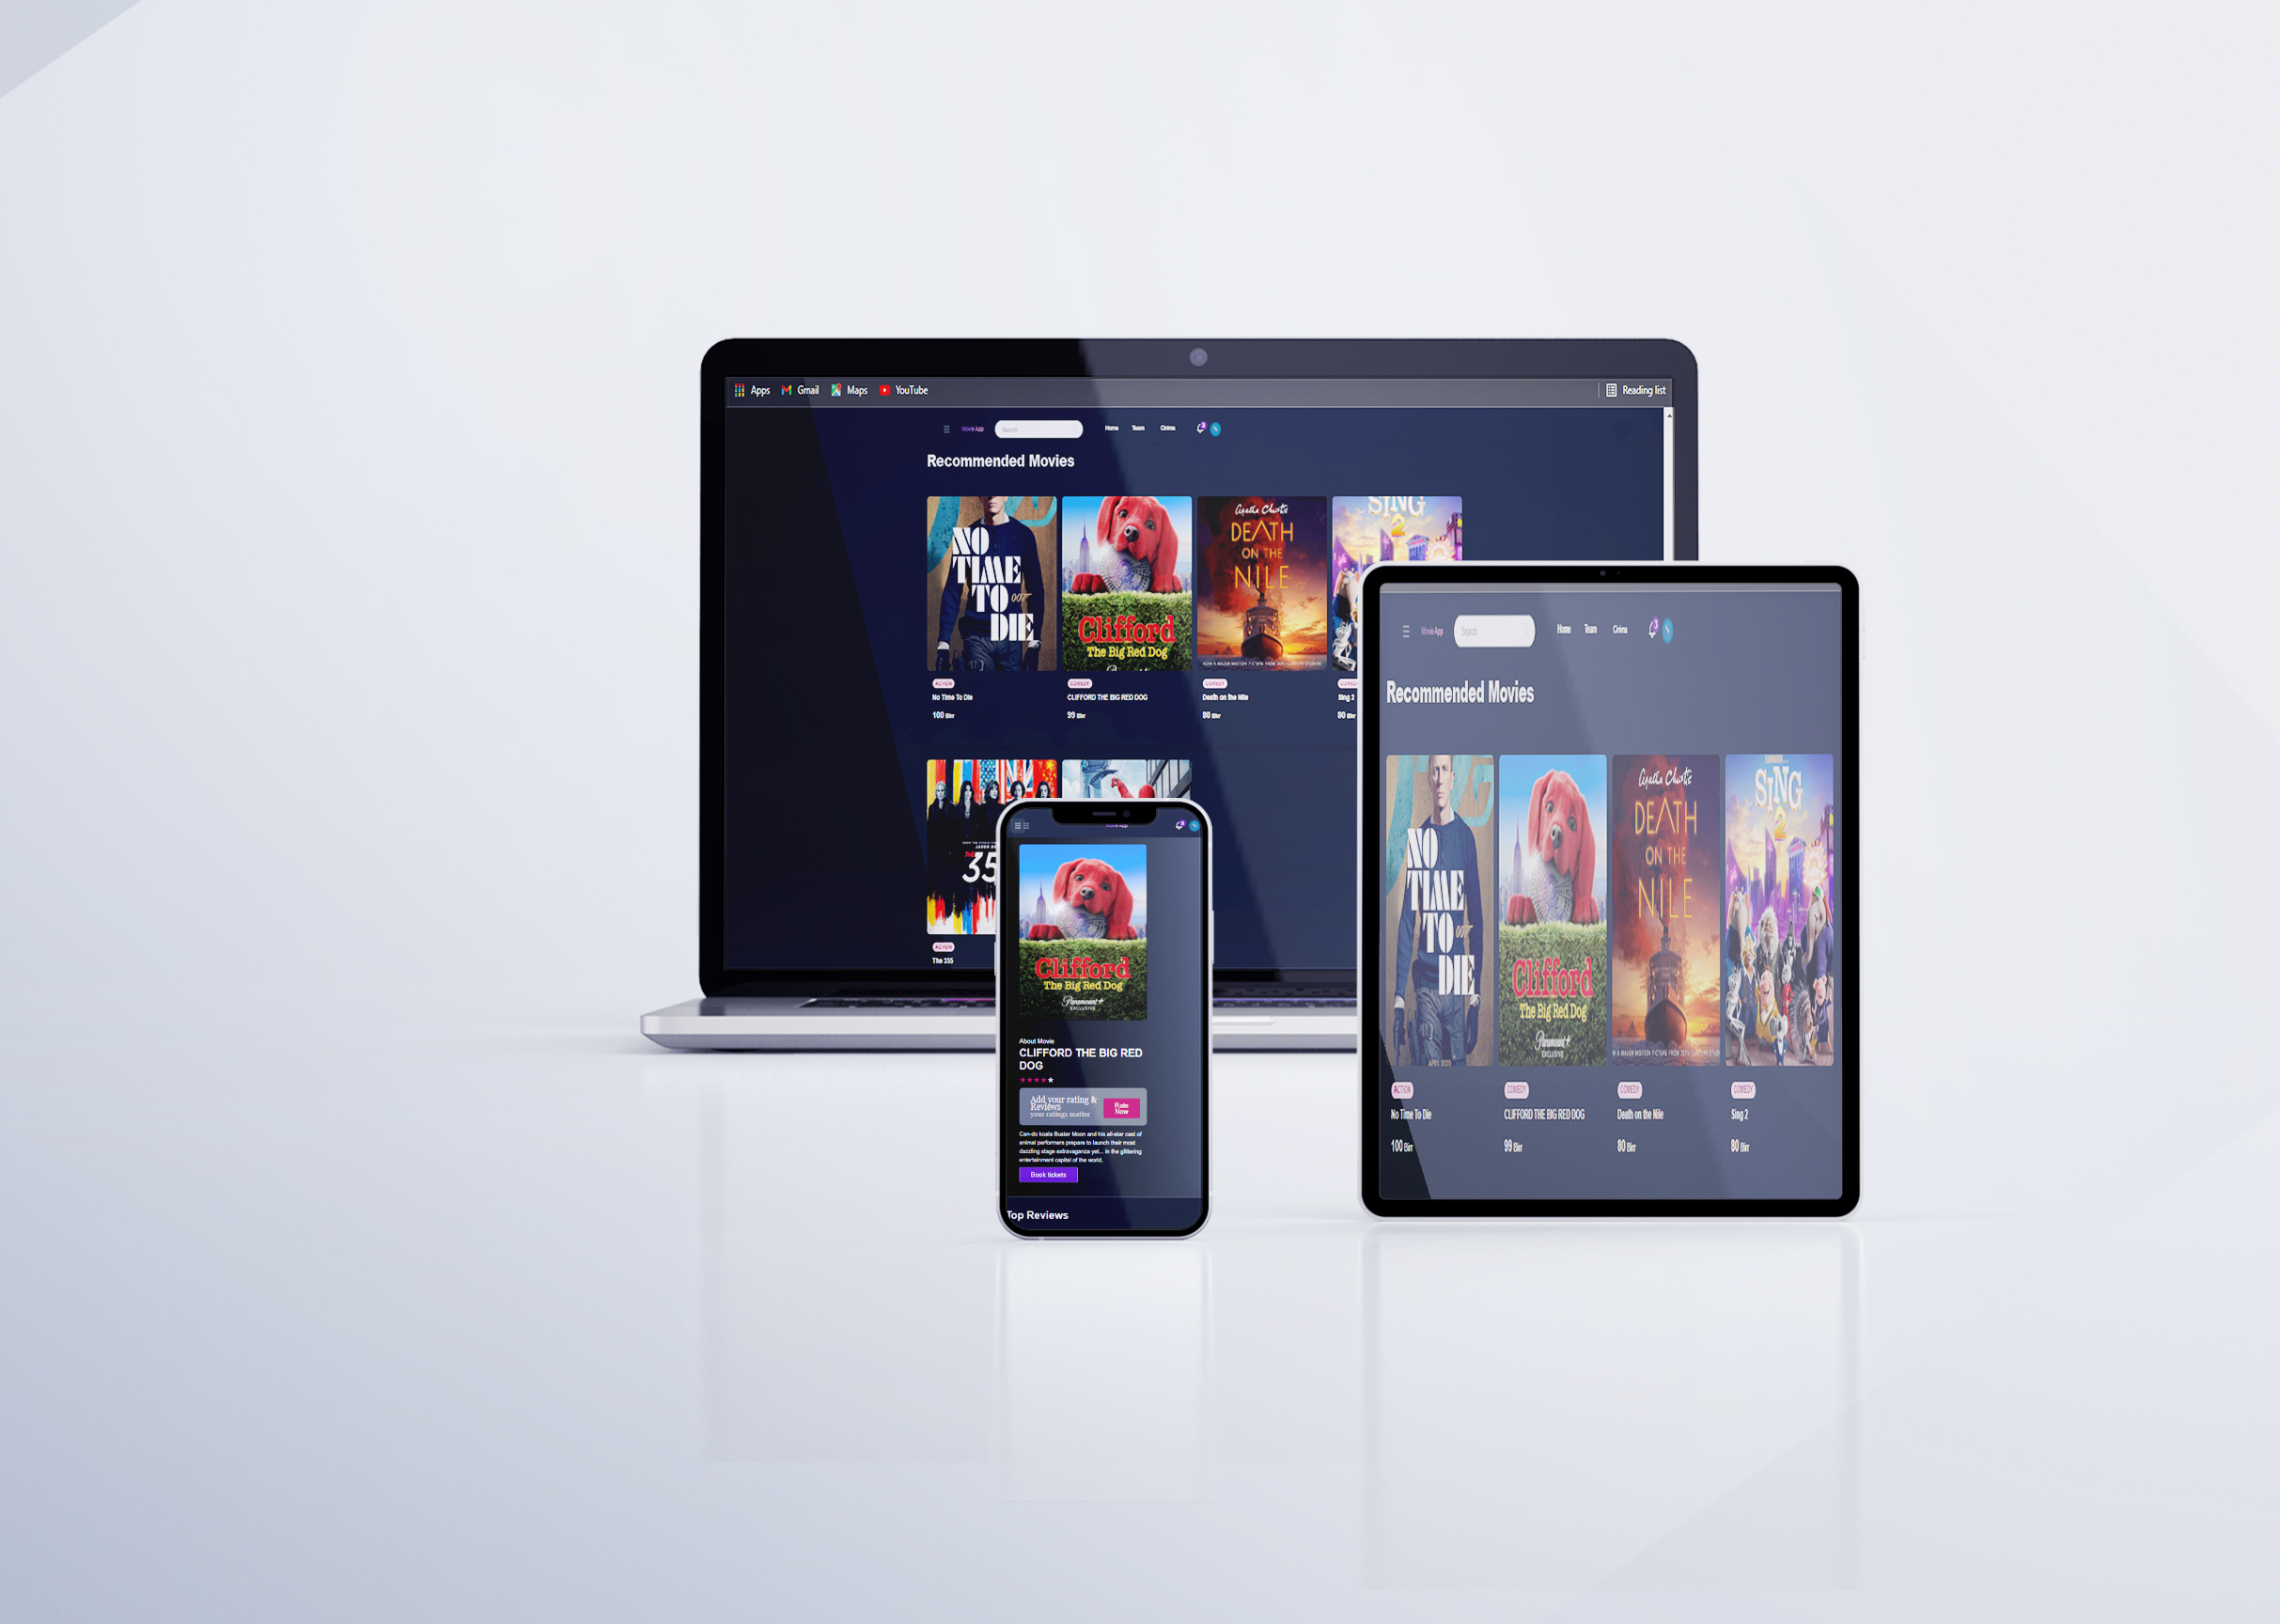 Apps Gmail Maps YouTube Reading list
Movie App Search Home Team Cinima 3
Recommended Movies
NO
TIME
TO 007
DIE
Clifford
The Big Red Dog
Agatha Christie
DEATH
ON THE
NILE
SING
2
ACTION
No Time To Die
100 Birr
COMEDY
CLIFFORD THE BIG RED DOG
99 Birr
COMEDY
Death on the Nile
80 Birr
Sing 2
80 Birr
35
ACTION
The 355
Movie App
Clifford
The Big Red Dog
Paramount+
EXCLUSIVE
About Movie
CLIFFORD THE BIG RED
DOG
Add your rating &
Reviews
your ratings matter
Rate
Now
Can-do koala Buster Moon and his all-star cast of
animal performers prepare to launch their most
dazzling stage extravaganza yet... in the glittering
entertainment capital of the world.
Book tickets
Top Reviews
Movie App Search Home Team Cinima 3
Recommended Movies
NO
TIME
TO 007
DIE
APRIL 2020
Clifford
The Big Red Dog
Paramount+
EXCLUSIVE
Agatha Christie
DEATH
ON THE
NILE
SING
2
ACTION
No Time To Die
100 Birr
COMEDY
CLIFFORD THE BIG RED DOG
99 Birr
COMEDY
Death on the Nile
80 Birr
COMEDY
Sing 2
80 Birr